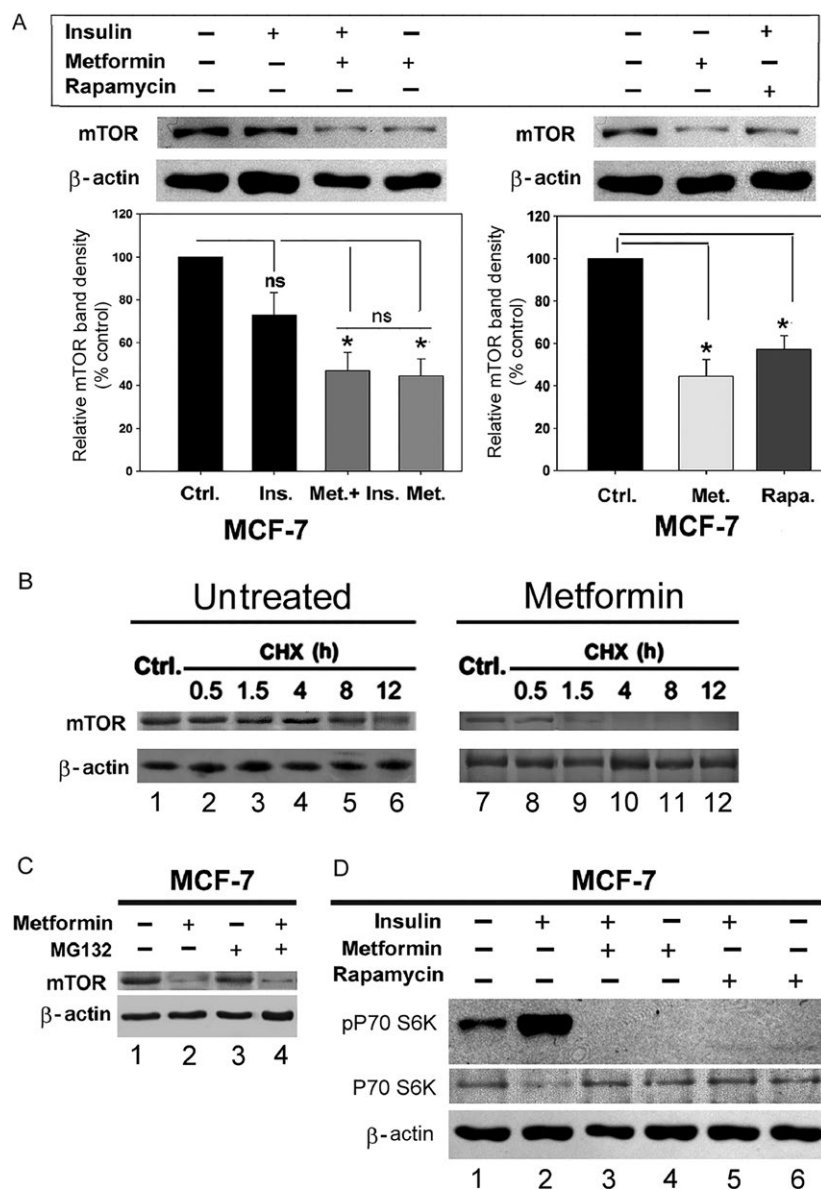 A
Insulin − + + − − − +
Metformin − − + + − + −
Rapamycin − − − − − − +
mTOR
β-actin
mTOR
β-actin
Relative mTOR band density
(% control)
120
100
80
60
40
20
0
ns
ns
*
*
Ctrl. Ins. Met.+ Ins. Met.
MCF-7
Relative mTOR band density
(% control)
120
100
80
60
40
20
0
*
*
Ctrl. Met. Rapa.
MCF-7
B
Untreated
Ctrl. CHX (h)
0.5 1.5 4 8 12
mTOR
β-actin
1 2 3 4 5 6
Metformin
Ctrl. CHX (h)
0.5 1.5 4 8 12
7 8 9 10 11 12
C
MCF-7
Metformin − + − +
MG132 − − + +
mTOR
β-actin
1 2 3 4
D
MCF-7
Insulin − + + − + −
Metformin − − + + − −
Rapamycin − − − − + +
pP70 S6K
P70 S6K
β-actin
1 2 3 4 5 6